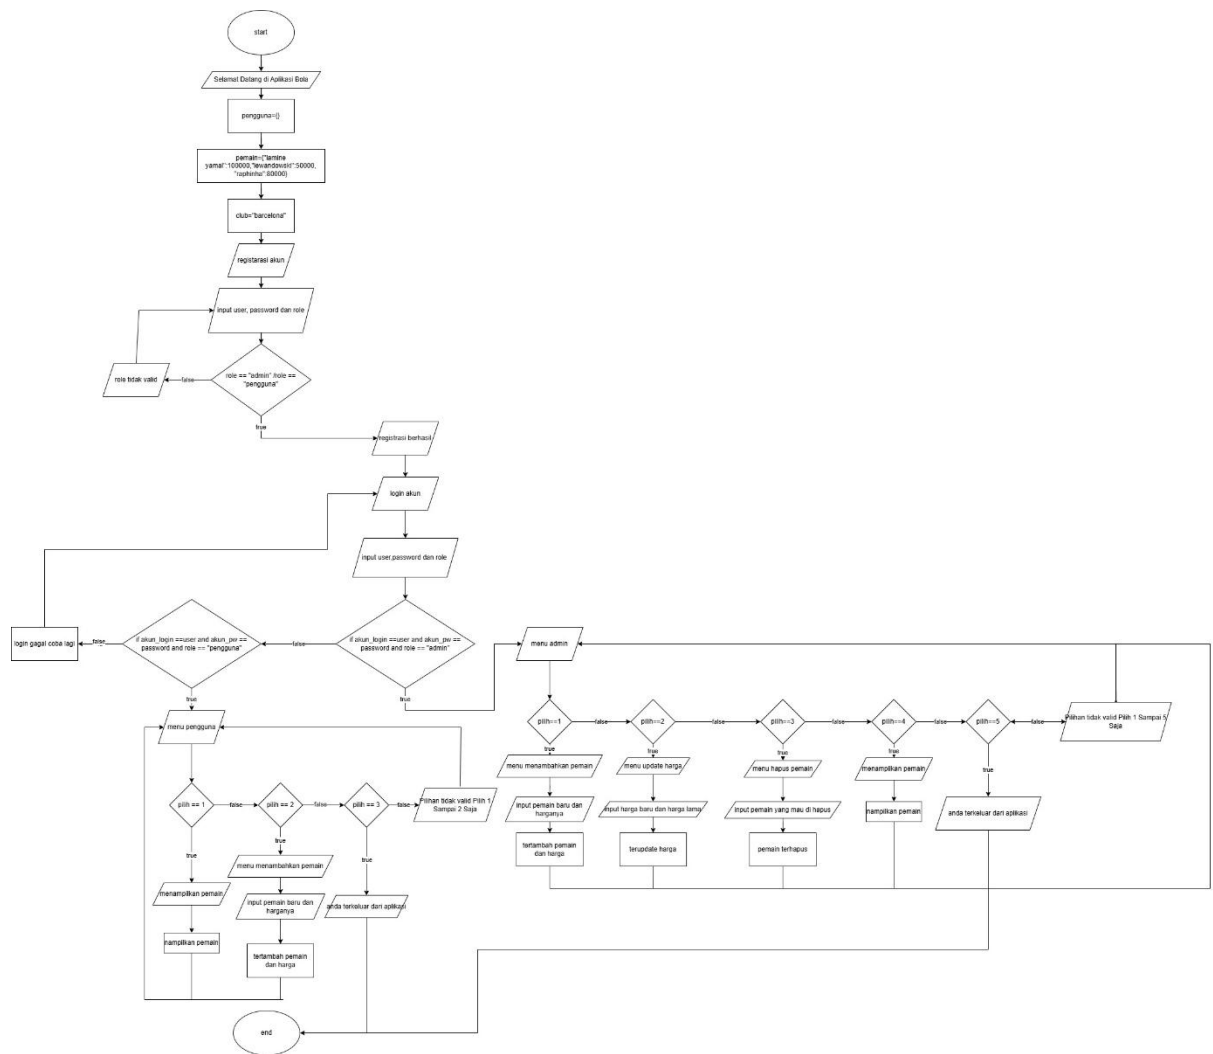 start
Selamat Datang di Aplikasi Bola
pengguna={}
pemain={"lamine
yamal":100000,"lewandowski":50000,
"raphinha":80000}
club="barcelona"
registarasi akun
input user, password dan role
role == "admin" /role ==
"pengguna"
false
role tidak valid
true
registrasi berhasil
login akun
input user,password dan role
if akun_login ==user and akun_pw ==
password and role == "admin"
false
if akun_login ==user and akun_pw ==
password and role == "pengguna"
false
login gagal coba lagi
true
true
menu admin
pilih==1
false
pilih==2
false
pilih==3
false
pilih==4
false
pilih==5
false
Pilihan tidak valid Pilih 1 Sampai 5
Saja
true
true
true
true
true
menu menambahkan pemain
menu update harga
menu hapus pemain
menampilkan pemain
input pemain baru dan
harganya
input harga baru dan harga lama
input pemain yang mau di hapus
nampilkan pemain
anda terkeluar dari aplikasi
tertambah pemain
dan harga
terupdate harga
pemain terhapus
menu pengguna
pilih == 1
false
pilih == 2
false
pilih == 3
false
Pilihan tidak valid Pilih 1
Sampai 2 Saja
true
true
true
menampilkan pemain
menu menambahkan pemain
anda terkeluar dari aplikasi
nampilkan pemain
input pemain baru dan
harganya
tertambah pemain
dan harga
end